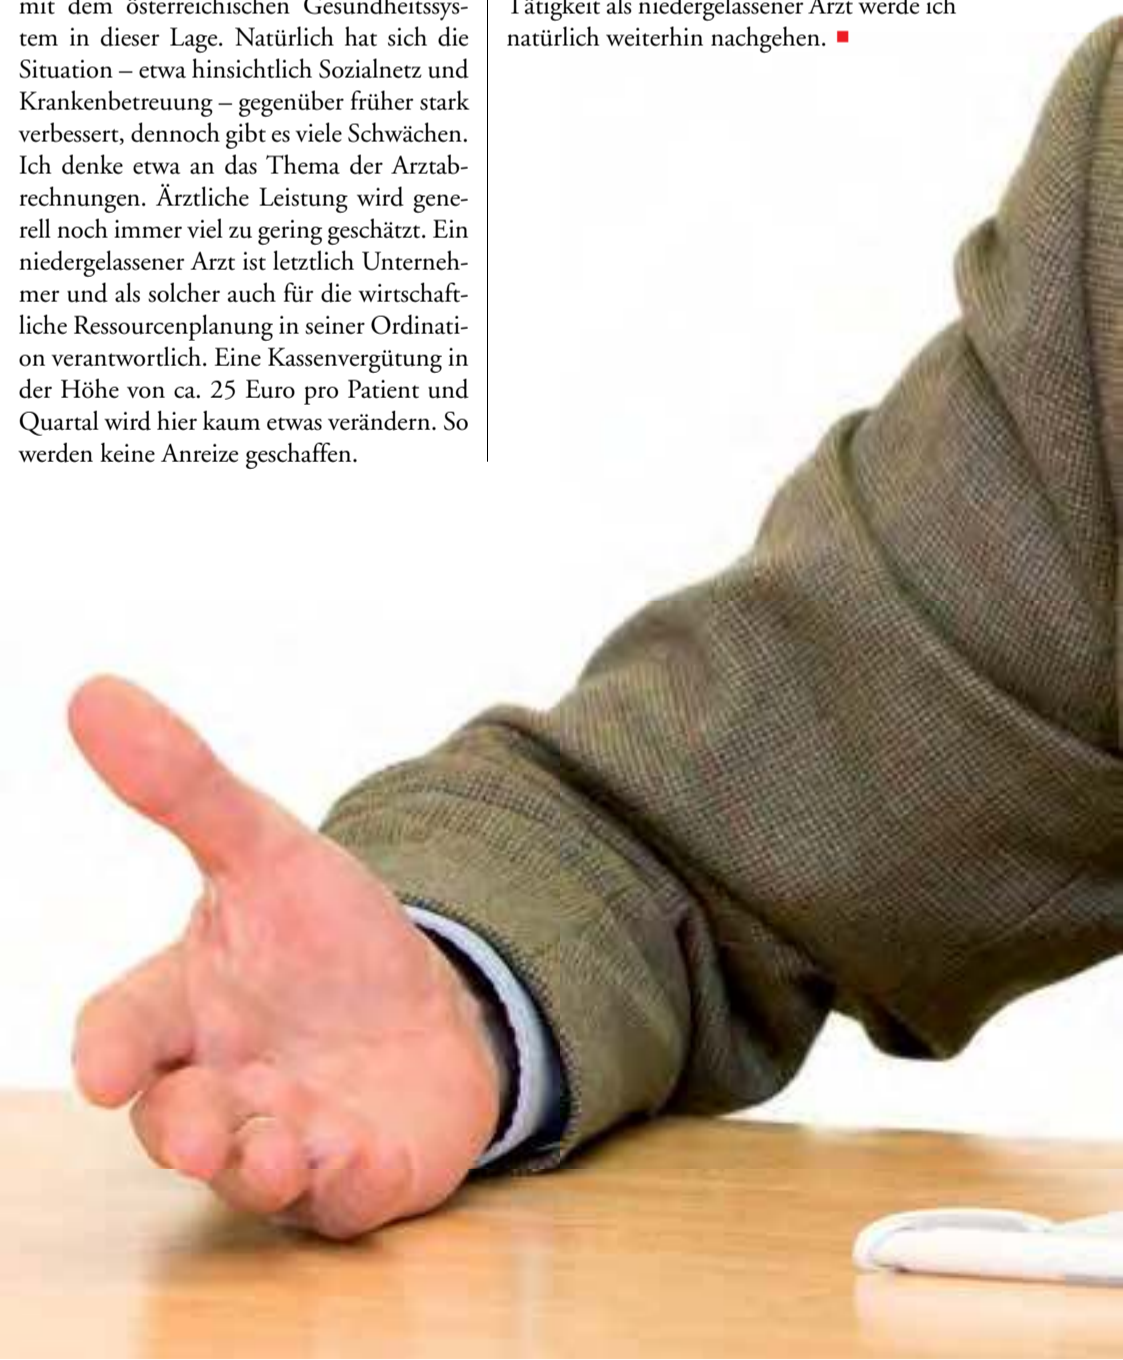 mit dem österreichischen Gesundheitssys-
tem in dieser Lage. Natürlich hat sich die
Situation – etwa hinsichtlich Sozialnetz und
Krankenbetreuung – gegenüber früher stark
verbessert, dennoch gibt es viele Schwächen.
Ich denke etwa an das Thema der Arztab-
rechnungen. Ärztliche Leistung wird gene-
rell noch immer viel zu gering geschätzt. Ein
niedergelassener Arzt ist letztlich Unterneh-
mer und als solcher auch für die wirtschaft-
liche Ressourcenplanung in seiner Ordinati-
on verantwortlich. Eine Kassenvergütung in
der Höhe von ca. 25 Euro pro Patient und
Quartal wird hier kaum etwas verändern. So
werden keine Anreize geschaffen.
Tätigkeit als niedergelassener Arzt werde ich
natürlich weiterhin nachgehen.